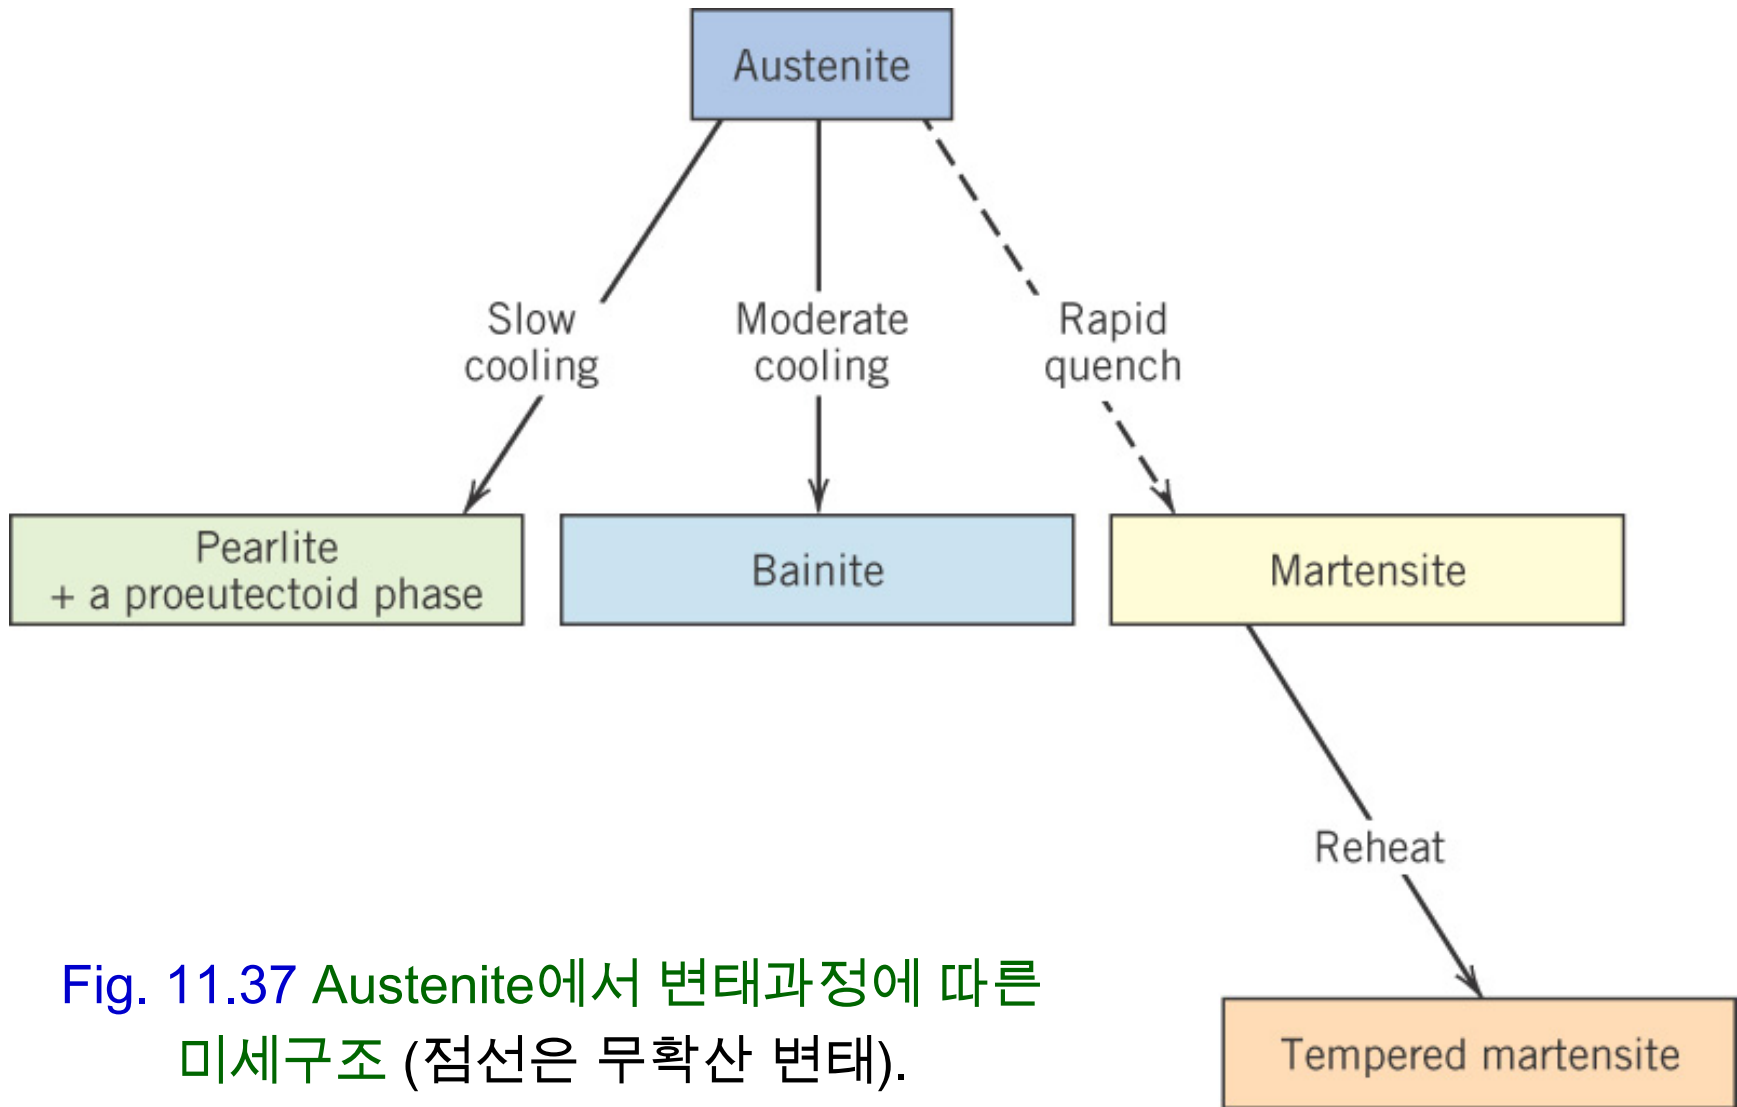 Austenite
Slow
cooling
Moderate
cooling
Rapid
quench
Pearlite
+ a proeutectoid phase
Bainite
Martensite
Reheat
Tempered martensite
Fig. 11.37 Austenite에서 변태과정에 따른
미세구조 (점선은 무확산 변태).